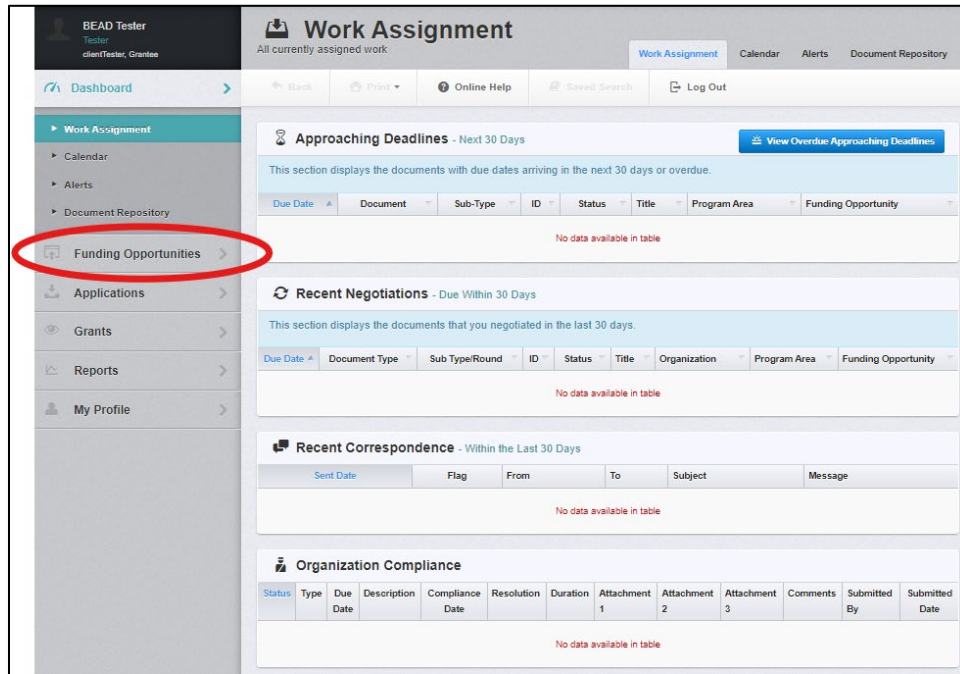 BEAD Tester
Tester
clientTester, Grantee
Dashboard
Work Assignment
Calendar
Alerts
Document Repository
Funding Opportunities
Applications
Grants
Reports
My Profile
Work Assignment
All currently assigned work
Work Assignment Calendar Alerts Document Repository
Back Print Online Help Saved Search Log Out
Approaching Deadlines - Next 30 Days
View Overdue Approaching Deadlines
This section displays the documents with due dates arriving in the next 30 days or overdue.
Due Date Document Sub-Type ID Status Title Program Area Funding Opportunity
No data available in table
Recent Negotiations - Due Within 30 Days
This section displays the documents that you negotiated in the last 30 days.
Due Date Document Type Sub Type/Round ID Status Title Organization Program Area Funding Opportunity
No data available in table
Recent Correspondence - Within the Last 30 Days
Sent Date Flag From To Subject Message
No data available in table
Organization Compliance
Status Type Due Description Compliance Resolution Duration Attachment Attachment Attachment Comments Submitted Submitted
Date Date 1 2 3 By Date
No data available in table